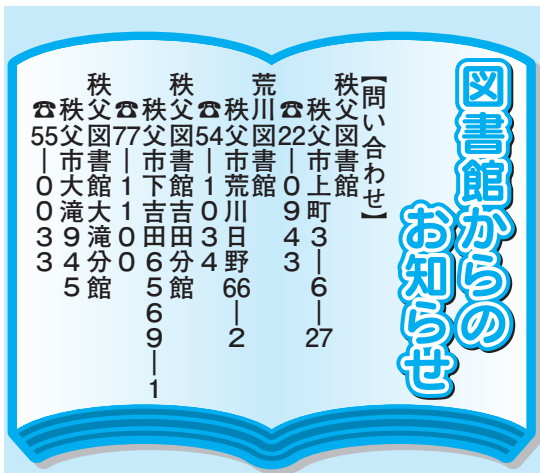 図書館からの
お知らせ
【問い合わせ】
秩父図書館
秩父市上町3―6―27
☎22―0943
荒川図書館
秩父市荒川日野66―2
☎54―1034
秩父図書館吉田分館
秩父市下吉田6569―1
☎77―1100
秩父図書館大滝分館
秩父市大滝945
☎55―0033